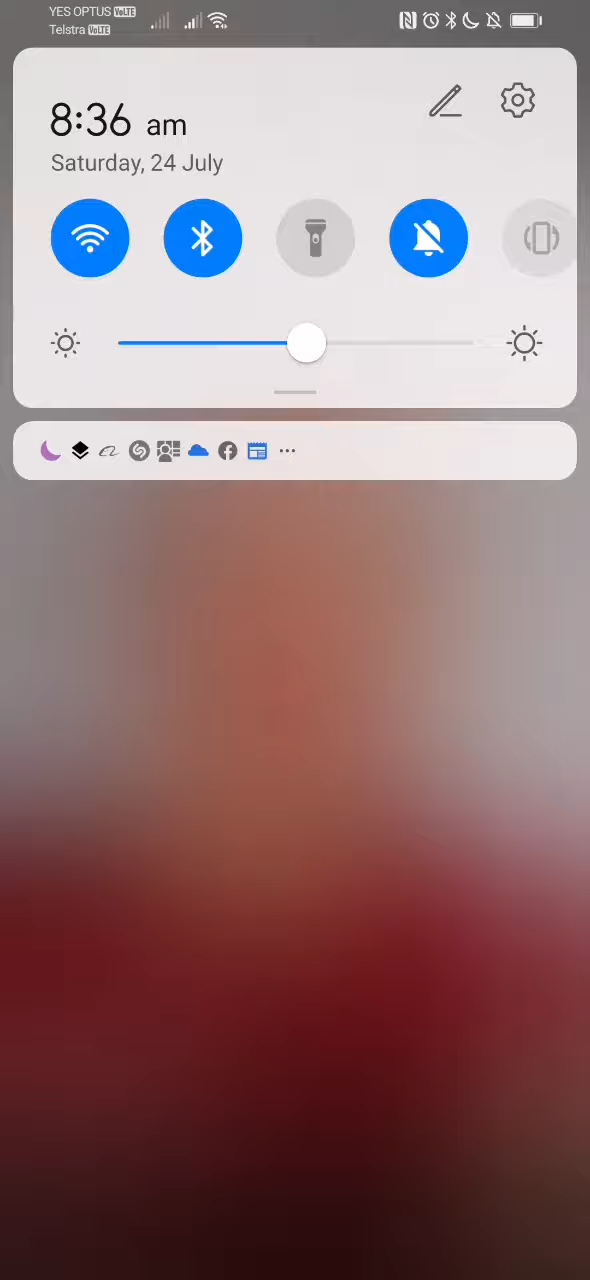 YES OPTUS VoLTE
Telstra VoLTE
8:36 am
Saturday, 24 July